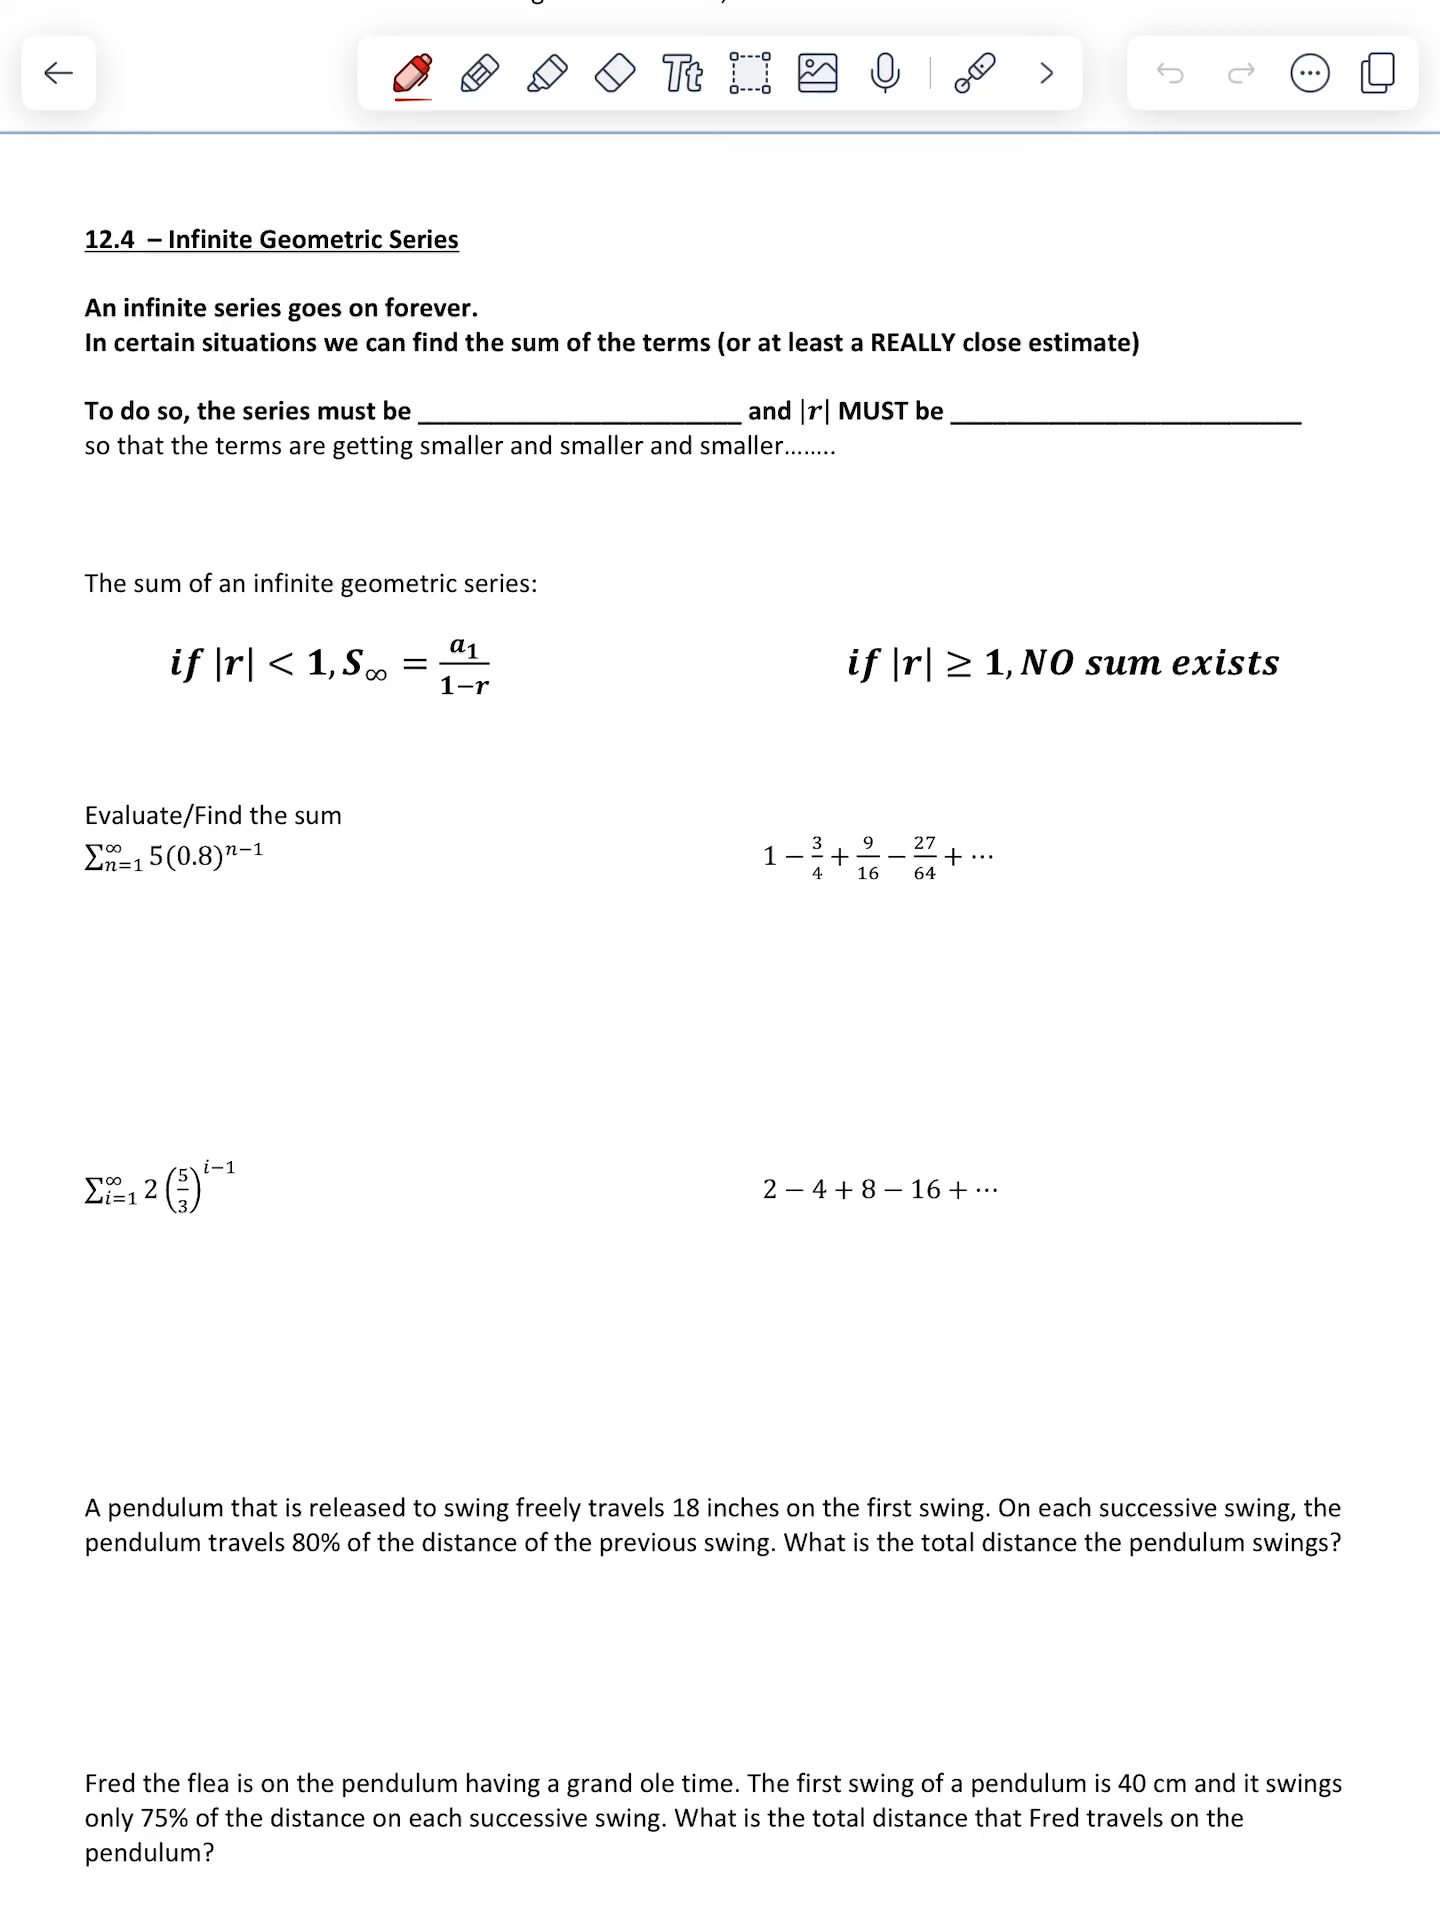 12.4 – Infinite Geometric Series
An infinite series goes on forever.
In certain situations we can find the sum of the terms (or at least a REALLY close estimate)
To do so, the series must be ______________________ and |r| MUST be ________________________
so that the terms are getting smaller and smaller and smaller........
The sum of an infinite geometric series:
if |r| < 1, S∞ = a₁/(1−r)
if |r| ≥ 1, NO sum exists
Evaluate/Find the sum
∑_{n=1}^{∞} 5(0.8)^{n−1}
1 − 3/4 + 9/16 − 27/64 + ⋯
∑_{i=1}^{∞} 2(5/3)^{i−1}
2 − 4 + 8 − 16 + ⋯
A pendulum that is released to swing freely travels 18 inches on the first swing. On each successive swing, the
pendulum travels 80% of the distance of the previous swing. What is the total distance the pendulum swings?
Fred the flea is on the pendulum having a grand ole time. The first swing of a pendulum is 40 cm and it swings
only 75% of the distance on each successive swing. What is the total distance that Fred travels on the
pendulum?